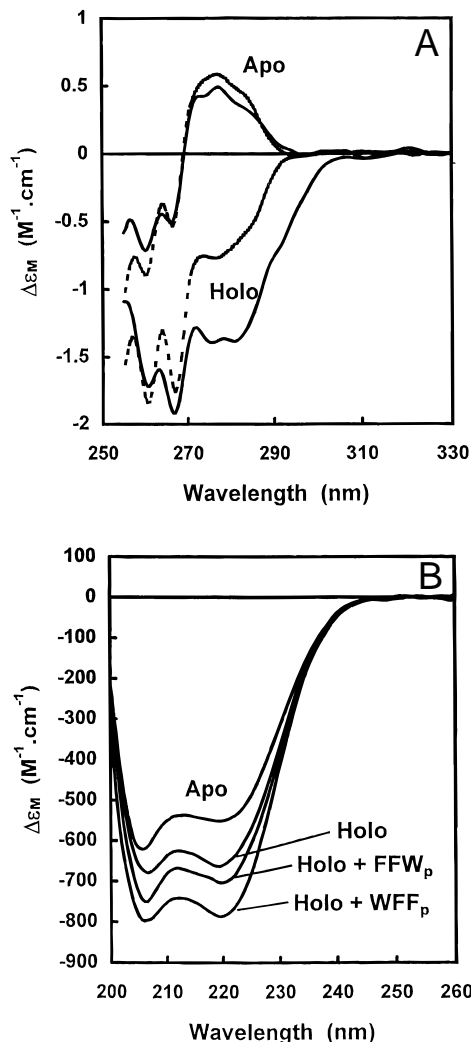 A
1
0.5
0
-0.5
-1
-1.5
-2
Apo
Holo
ΔεM (M-1.cm-1)
250 270 290 310 330
Wavelength (nm)
B
100
0
-100
-200
-300
-400
-500
-600
-700
-800
-900
Apo
Holo
Holo + FFWp
Holo + WFFp
ΔεM (M-1.cm-1)
200 210 220 230 240 250 260
Wavelength (nm)